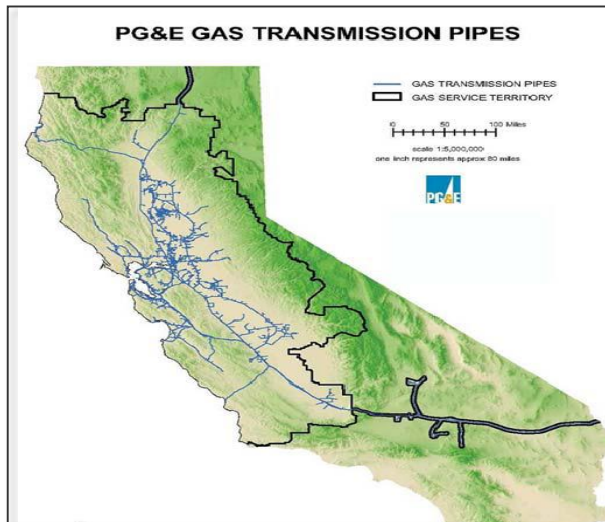 PG&E GAS TRANSMISSION PIPES
GAS TRANSMISSION PIPES
GAS SERVICE TERRITORY
0 50 100 Miles
scale 1:5,000,000
one inch represents approx 80 miles
PG&E